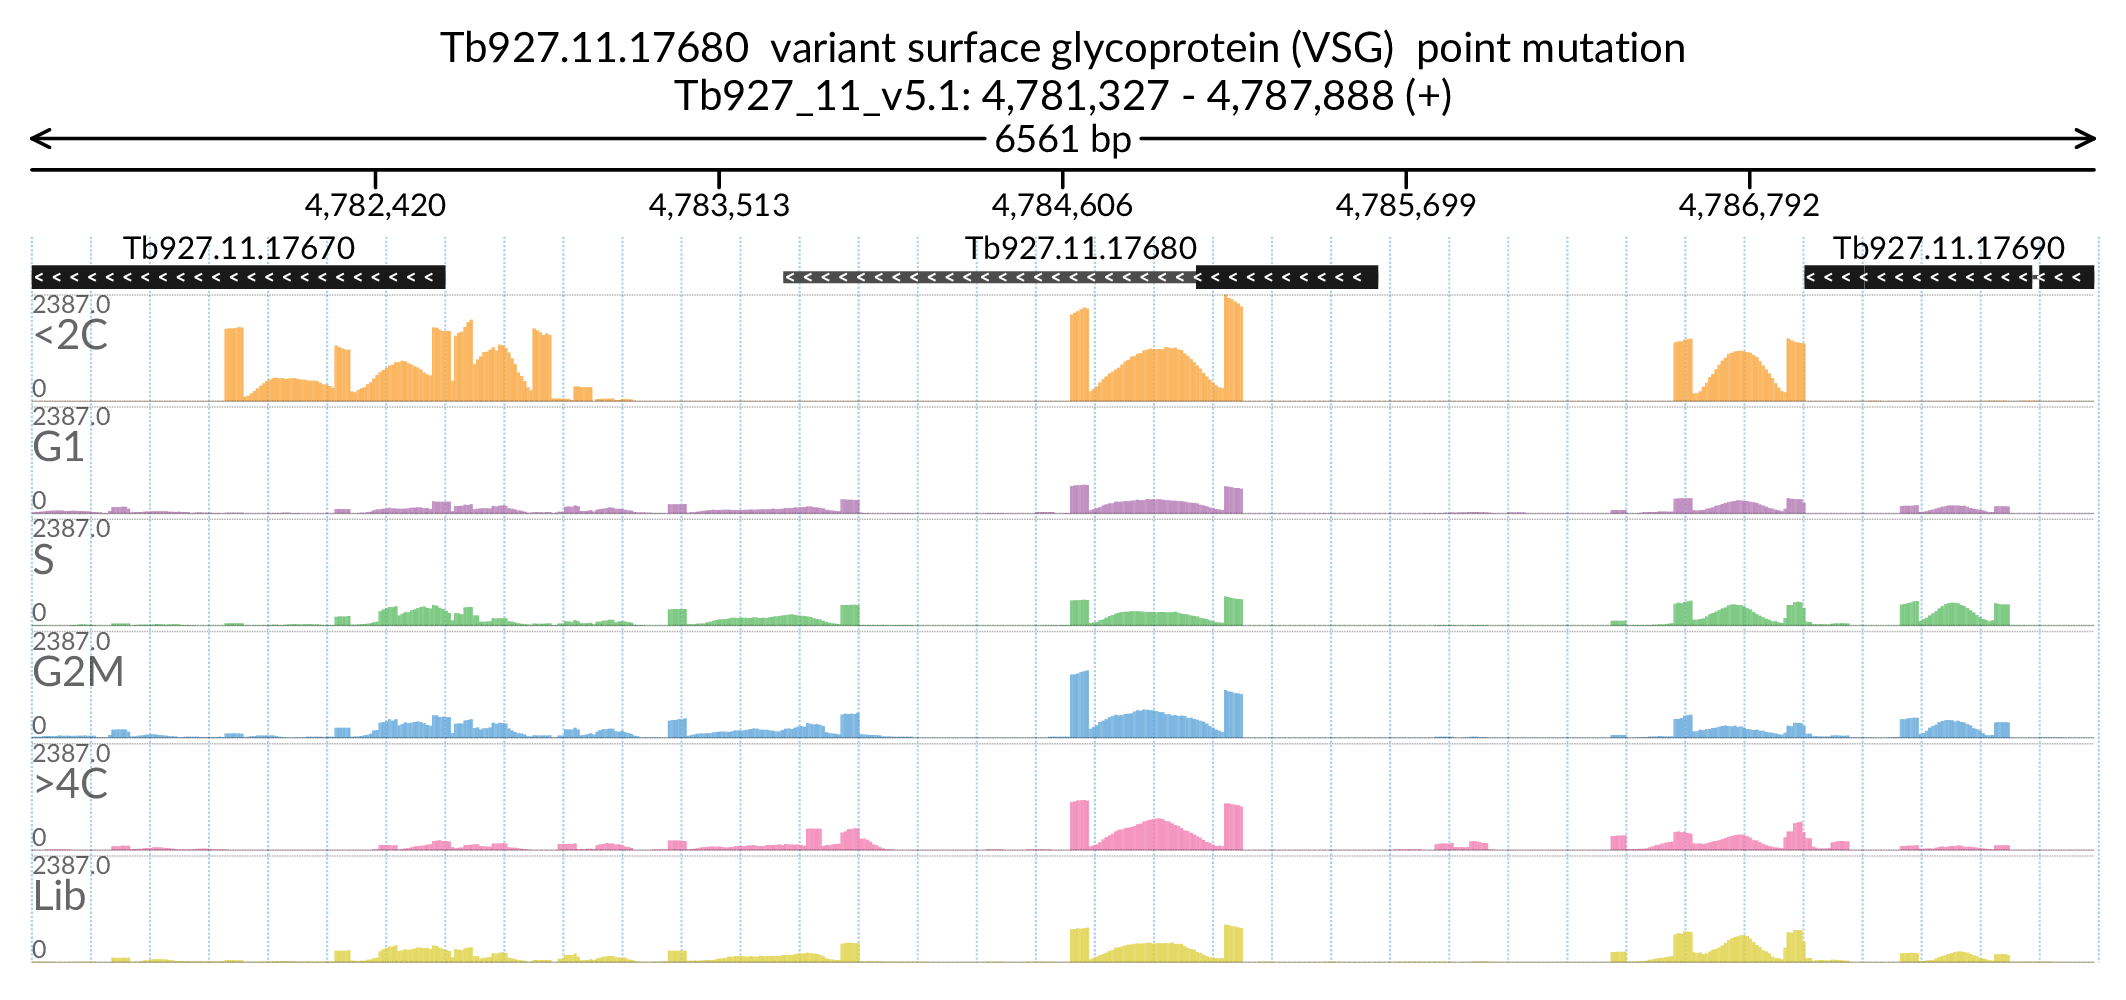 Tb927.11.17680  variant surface glycoprotein (VSG)  point mutation
Tb927_11_v5.1: 4,781,327 - 4,787,888 (+)
6561 bp
4,782,420 4,783,513 4,784,606 4,785,699 4,786,792
Tb927.11.17670 Tb927.11.17680 Tb927.11.17690
2387.0
<2C
0
2387.0
G1
0
2387.0
S
0
2387.0
G2M
0
2387.0
>4C
0
2387.0
Lib
0